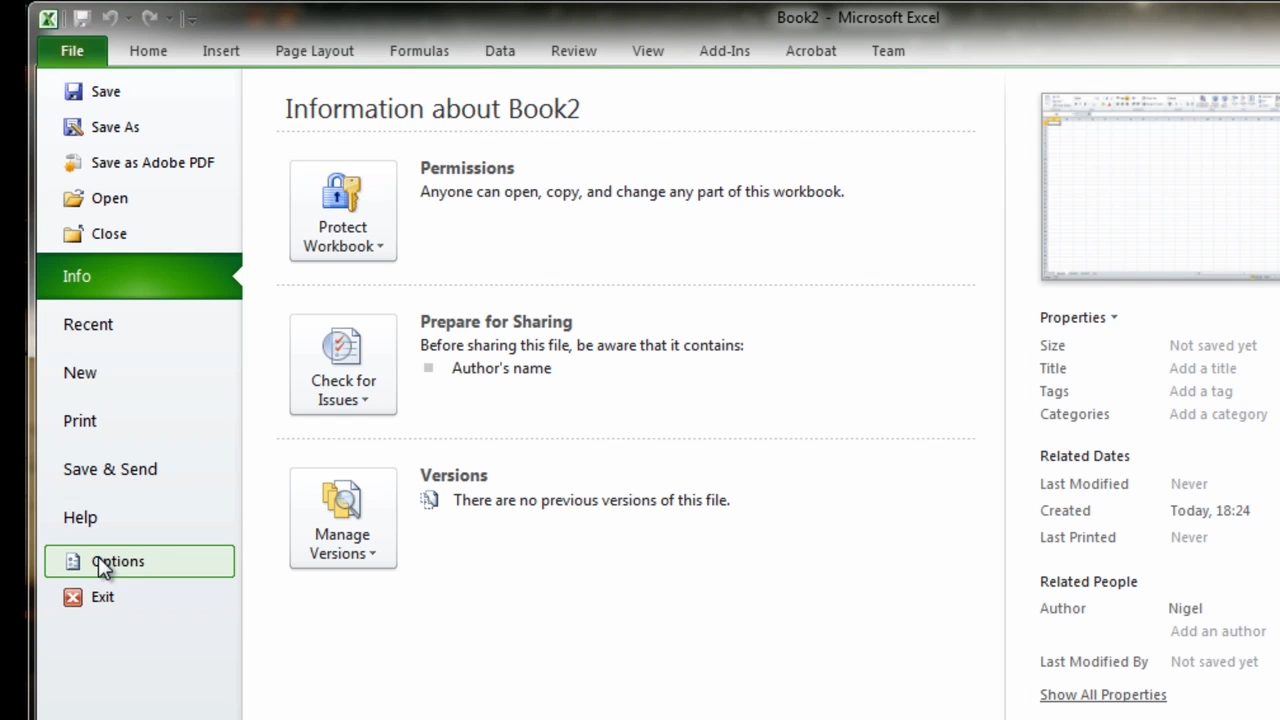 Book2 - Microsoft Excel
File Home Insert Page Layout Formulas Data Review View Add-Ins Acrobat Team
Save
Save As
Save as Adobe PDF
Open
Close
Info
Recent
New
Print
Save & Send
Help
Options
Exit
Information about Book2
Protect
Workbook
Permissions
Anyone can open, copy, and change any part of this workbook.
Check for
Issues
Prepare for Sharing
Before sharing this file, be aware that it contains:
Author's name
Manage
Versions
Versions
There are no previous versions of this file.
Properties
Size Not saved yet
Title Add a title
Tags Add a tag
Categories Add a category
Related Dates
Last Modified Never
Created Today, 18:24
Last Printed Never
Related People
Author Nigel
Add an author
Last Modified By Not saved yet
Show All Properties